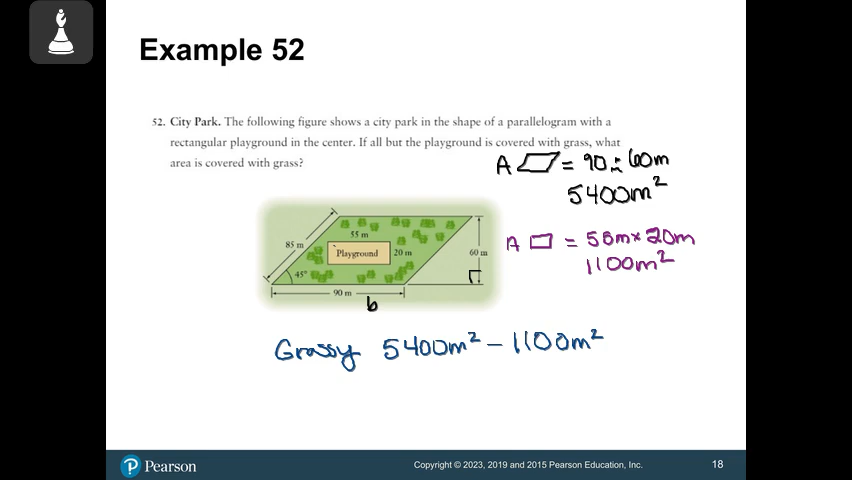 Example 52
52. City Park. The following figure shows a city park in the shape of a parallelogram with a
rectangular playground in the center. If all but the playground is covered with grass, what
area is covered with grass?
A = 90 · 60m
5400m²
A = 55m × 20m
1100m²
85 m
55 m
Playground
20 m
60 m
45°
90 m
b
Grassy 5400m² − 1100m²
Pearson
Copyright © 2023, 2019 and 2015 Pearson Education, Inc.
18